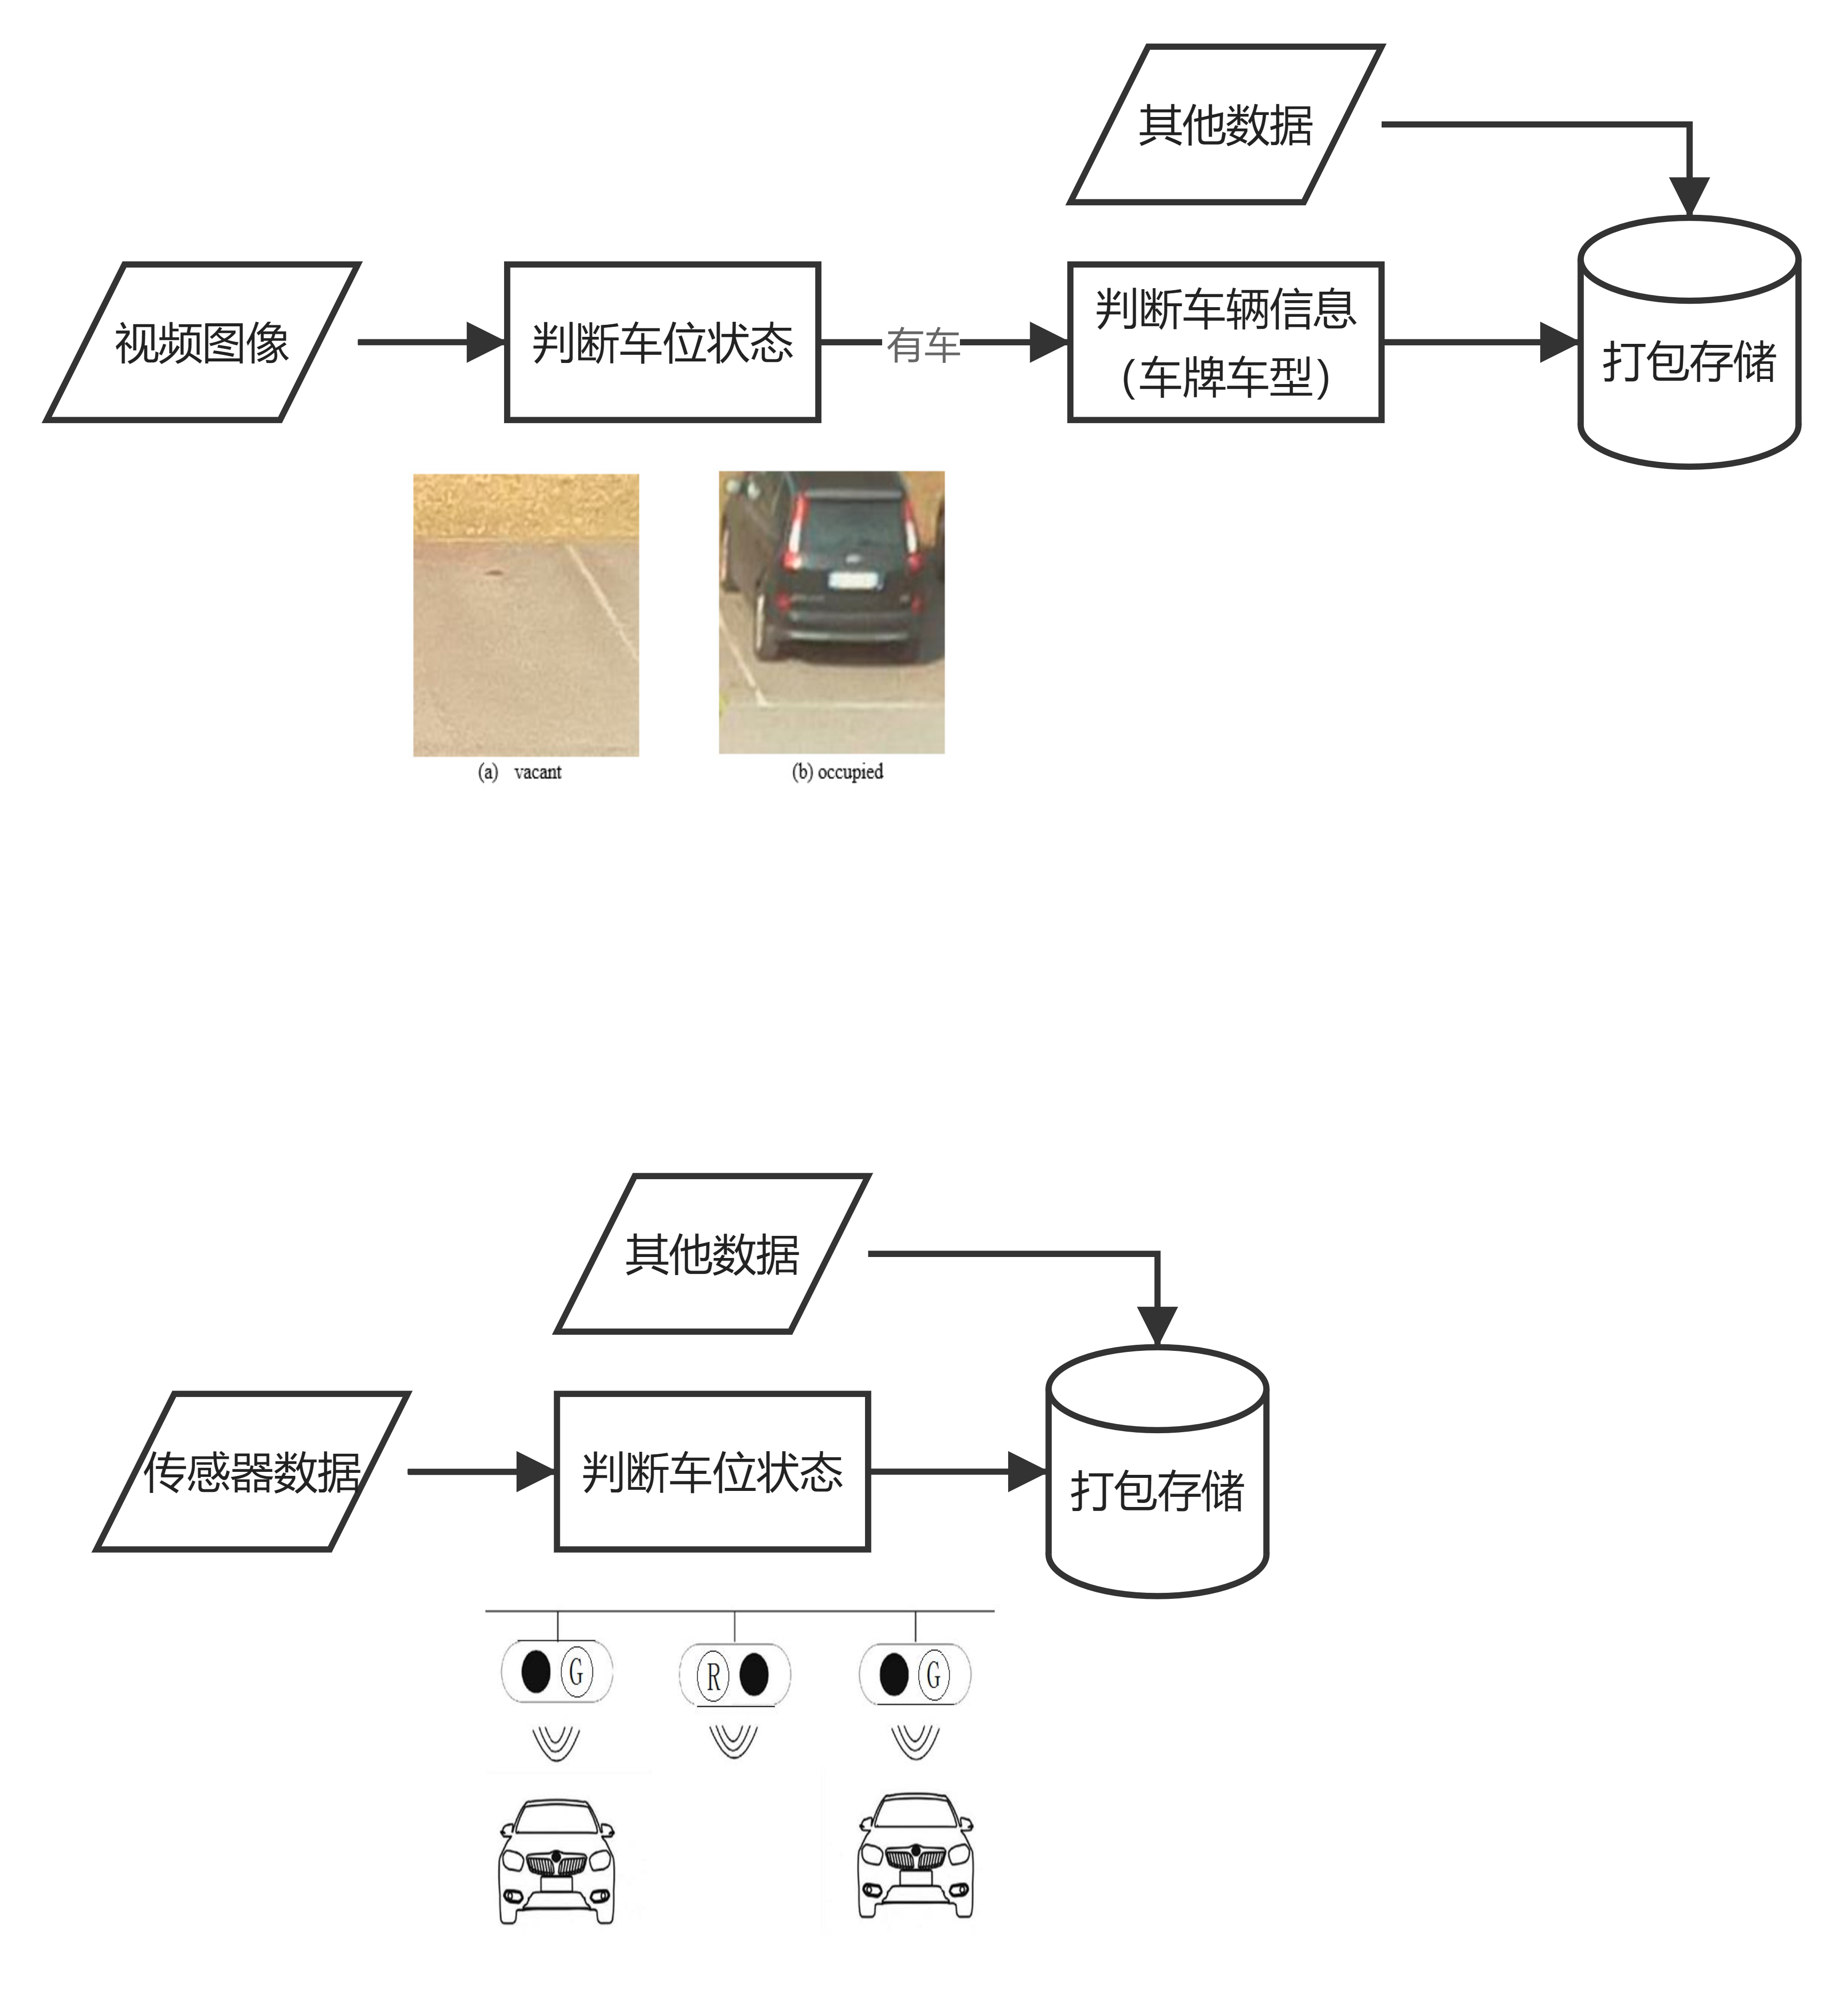 其他数据
视频图像
判断车位状态
有车
判断车辆信息
（车牌车型）
打包存储
(a) vacant
(b) occupied
其他数据
传感器数据
判断车位状态
打包存储
G
R
G